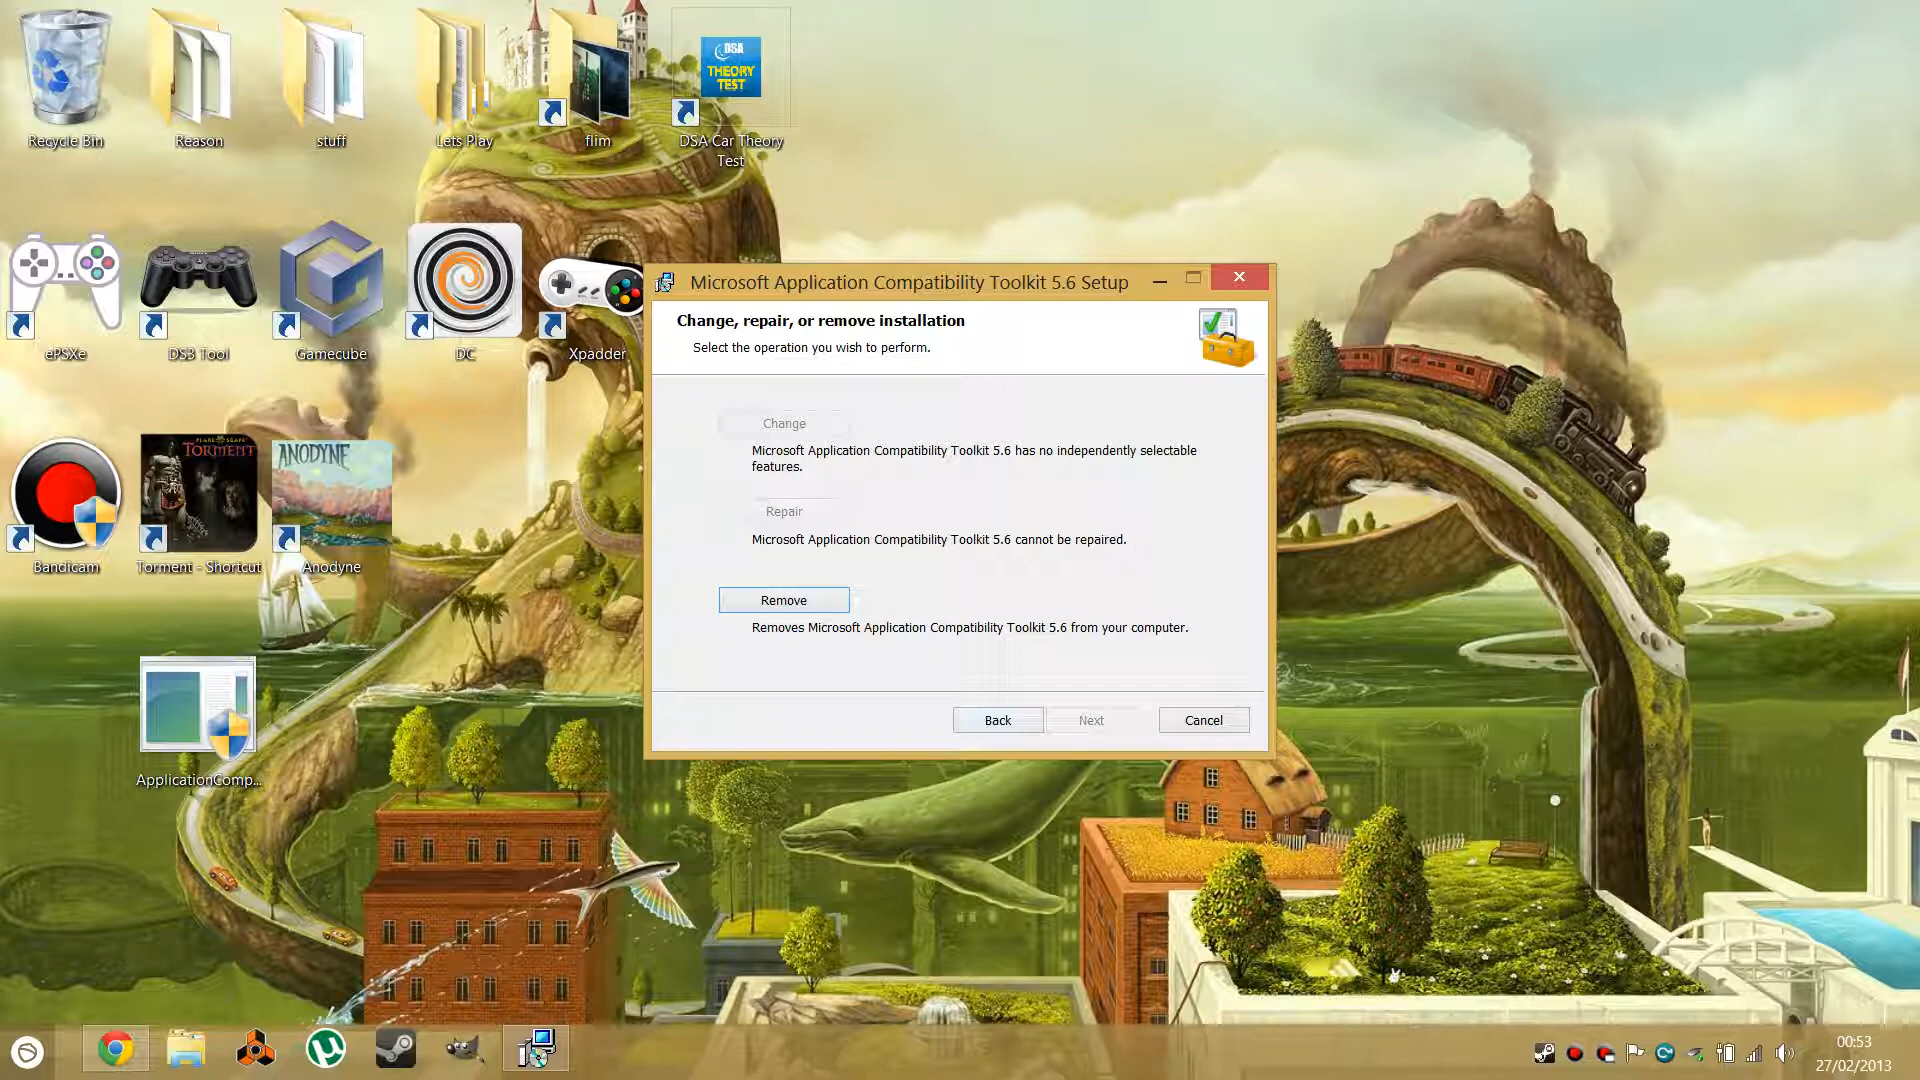 DSA
THEORY
TEST
Recycle Bin
Reason
stuff
Lets Play
flim
DSA Car Theory
Test
ePSXe
DS3 Tool
Gamecube
DC
Xpadder
PLANESCAPE
TORMENT
ANODYNE
Bandicam
Torment - Shortcut
Anodyne
ApplicationComp...
Microsoft Application Compatibility Toolkit 5.6 Setup
Change, repair, or remove installation
Select the operation you wish to perform.
Change
Microsoft Application Compatibility Toolkit 5.6 has no independently selectable
features.
Repair
Microsoft Application Compatibility Toolkit 5.6 cannot be repaired.
Remove
Removes Microsoft Application Compatibility Toolkit 5.6 from your computer.
Back
Next
Cancel
00:53
27/02/2013